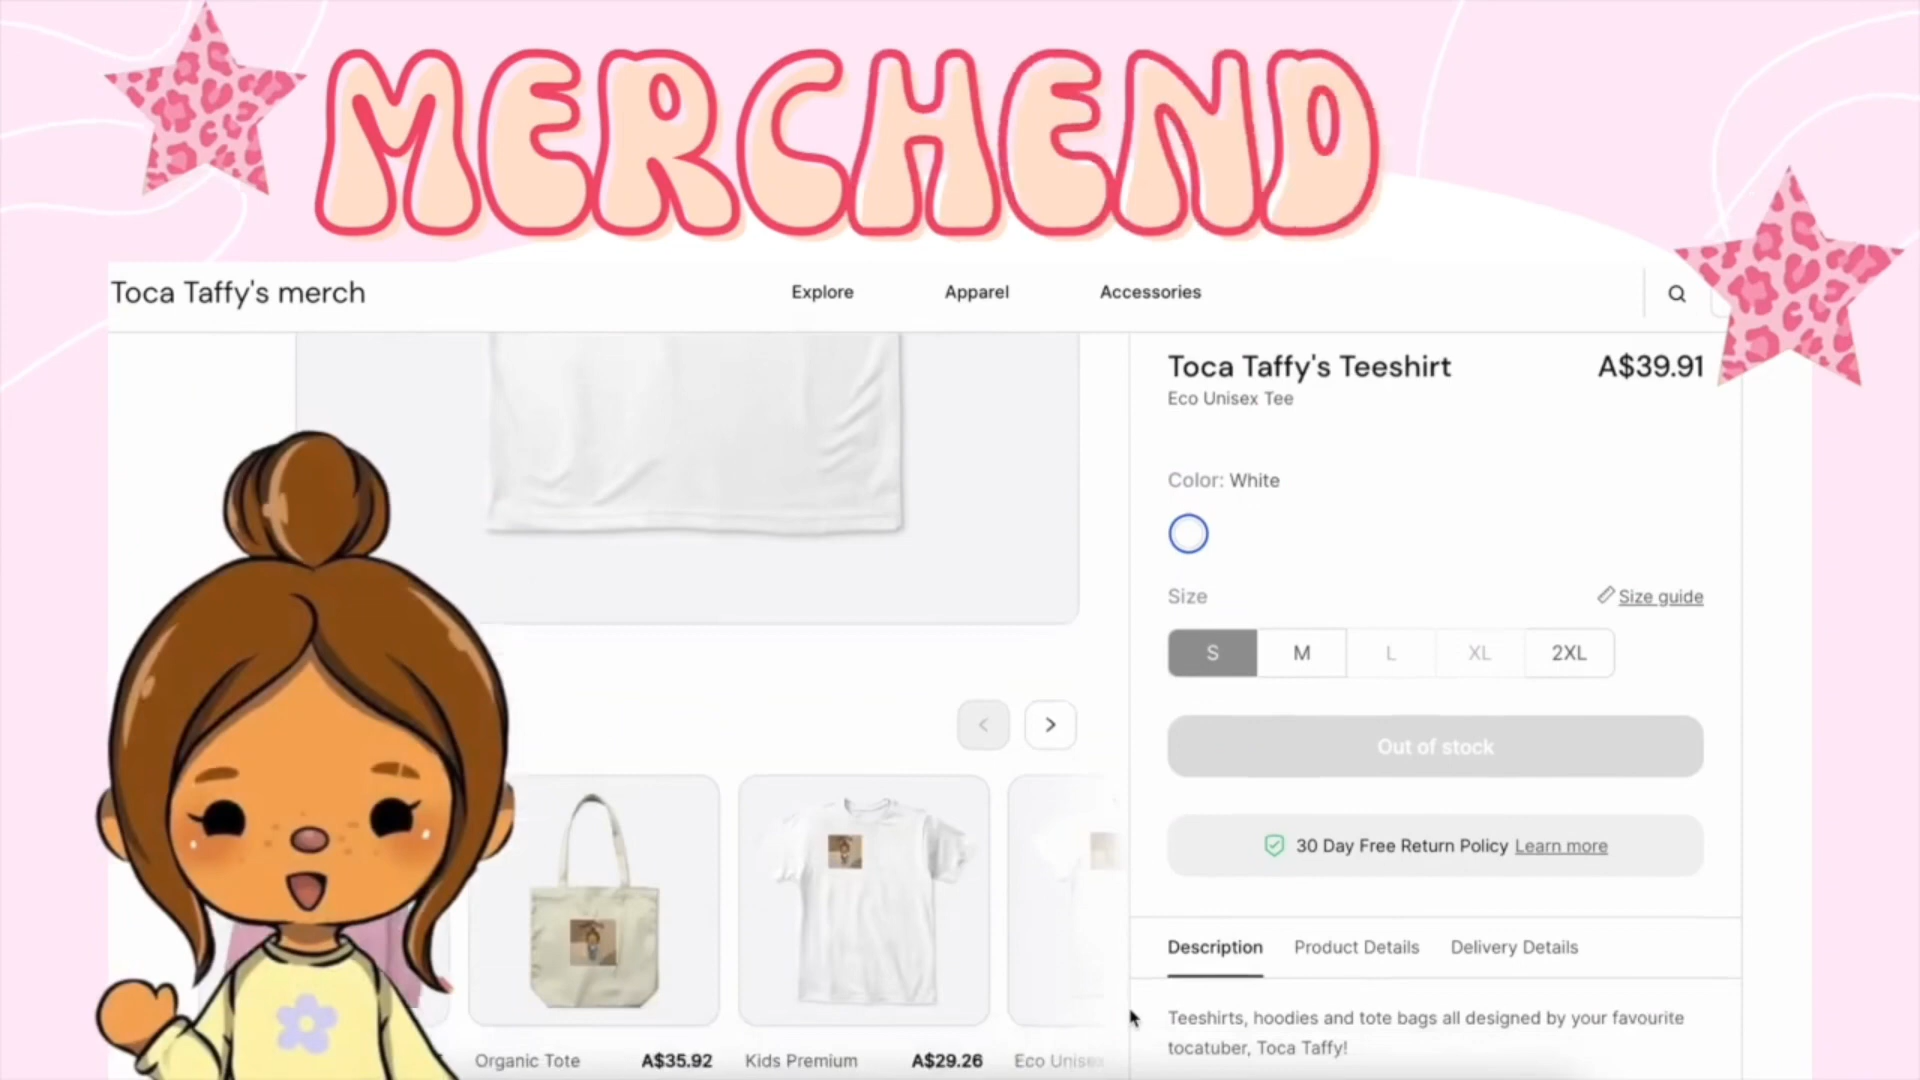 MERCHEND
Toca Taffy's merch
Explore
Apparel
Accessories
Toca Taffy's Teeshirt
A$39.91
Eco Unisex Tee
Color: White
Size
Size guide
S
M
L
XL
2XL
Out of stock
30 Day Free Return Policy Learn more
Description
Product Details
Delivery Details
Teeshirts, hoodies and tote bags all designed by your favourite
tocatuber, Toca Taffy!
Organic Tote
A$35.92
Kids Premium
A$29.26
Eco Unisex